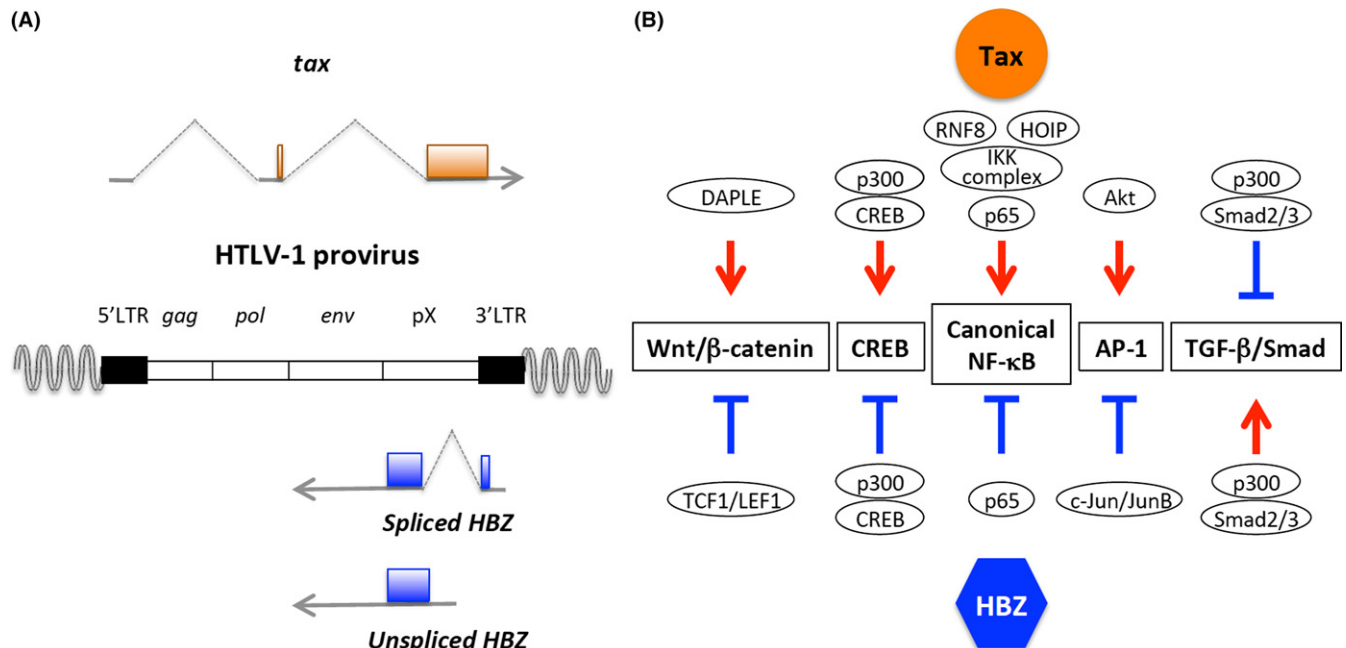 (A)
tax
HTLV-1 provirus
5'LTR gag pol env pX 3'LTR
Spliced HBZ
Unspliced HBZ
(B)
Tax
RNF8 HOIP
IKK
complex
DAPLE
p300
CREB
p65
Akt
p300
Smad2/3
Wnt/β-catenin
CREB
Canonical
NF-κB
AP-1
TGF-β/Smad
TCF1/LEF1
p300
CREB
p65
c-Jun/JunB
p300
Smad2/3
HBZ